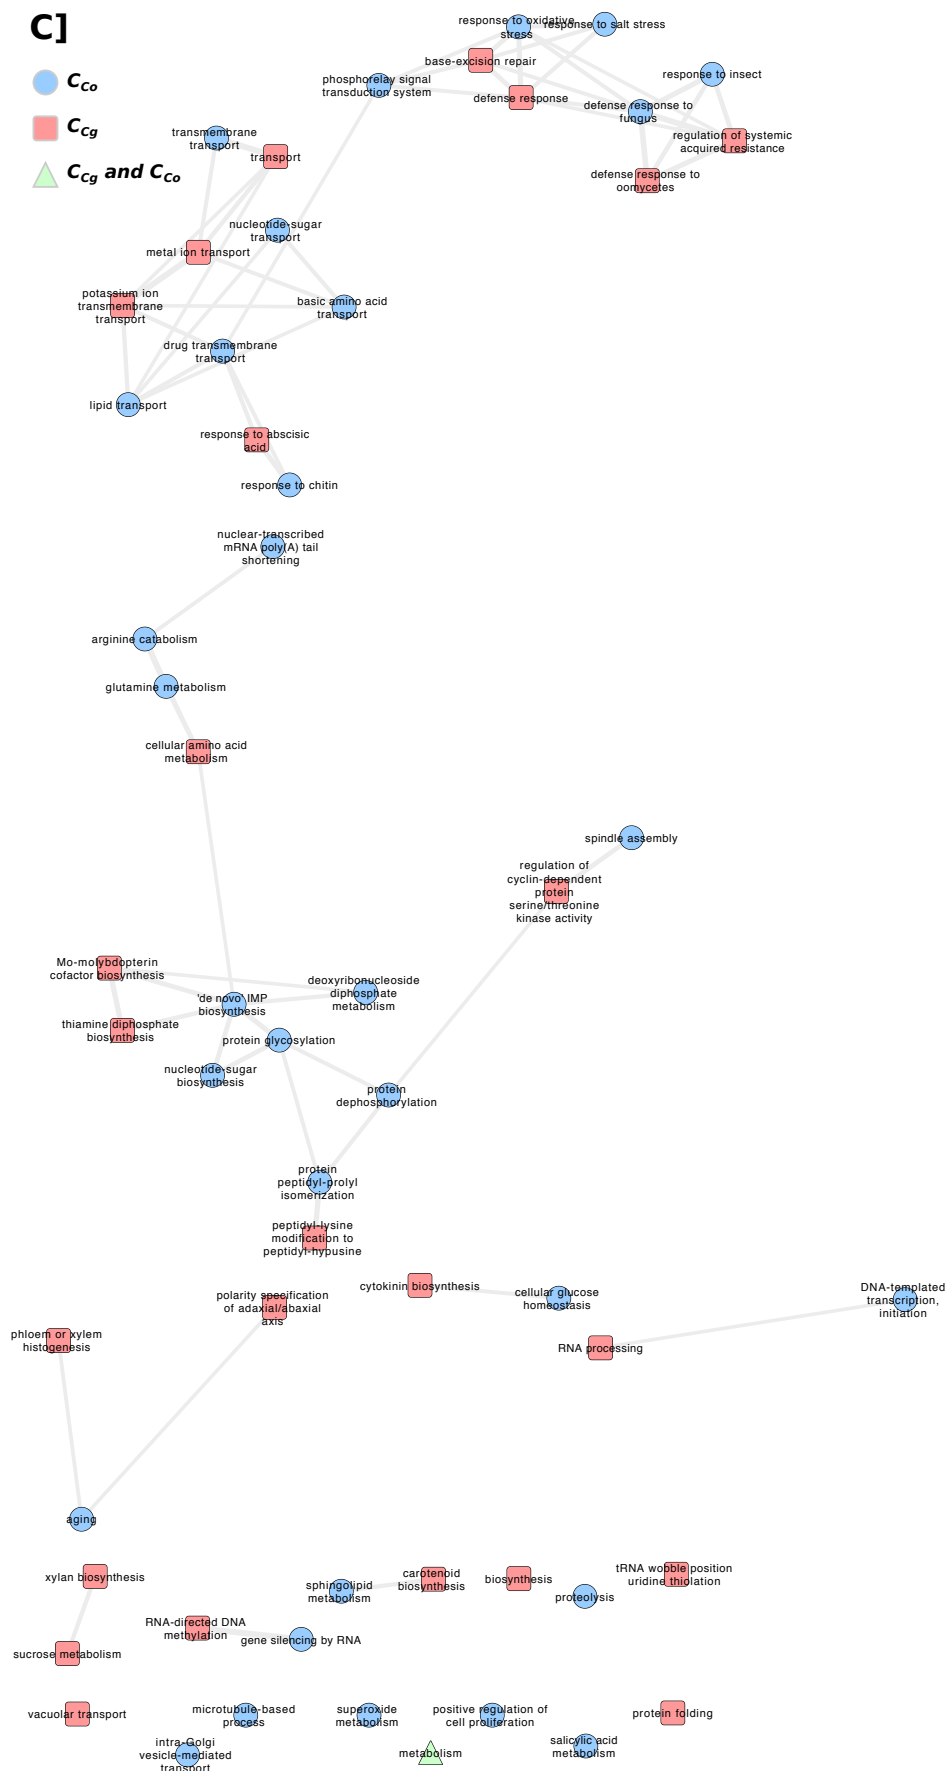 C]
C_Co
C_Cg
C_Cg and C_Co
response to oxidative
stress
response to salt stress
base-excision repair
response to insect
phosphorelay signal
transduction system
defense response
defense response to
fungus
transmembrane
transport
transport
regulation of systemic
acquired resistance
defense response to
oomycetes
nucleotide-sugar
transport
metal ion transport
potassium ion
transmembrane
transport
basic amino acid
transport
drug transmembrane
transport
lipid transport
response to abscisic
acid
response to chitin
nuclear-transcribed
mRNA poly(A) tail
shortening
arginine catabolism
glutamine metabolism
cellular amino acid
metabolism
spindle assembly
regulation of
cyclin-dependent
protein
serine/threonine
kinase activity
Mo-molybdopterin
cofactor biosynthesis
deoxyribonucleoside
diphosphate
metabolism
'de novo' IMP
biosynthesis
thiamine diphosphate
biosynthesis
protein glycosylation
nucleotide-sugar
biosynthesis
protein
dephosphorylation
protein
peptidyl-prolyl
isomerization
peptidyl-lysine
modification to
peptidyl-hypusine
cytokinin biosynthesis
cellular glucose
homeostasis
DNA-templated
transcription,
initiation
polarity specification
of adaxial/abaxial
axis
phloem or xylem
histogenesis
RNA processing
aging
xylan biosynthesis
sphingolipid
metabolism
carotenoid
biosynthesis
biosynthesis
tRNA wobble position
uridine thiolation
proteolysis
RNA-directed DNA
methylation
gene silencing by RNA
sucrose metabolism
vacuolar transport
microtubule-based
process
superoxide
metabolism
positive regulation of
cell proliferation
protein folding
intra-Golgi
vesicle-mediated
transport
metabolism
salicylic acid
metabolism